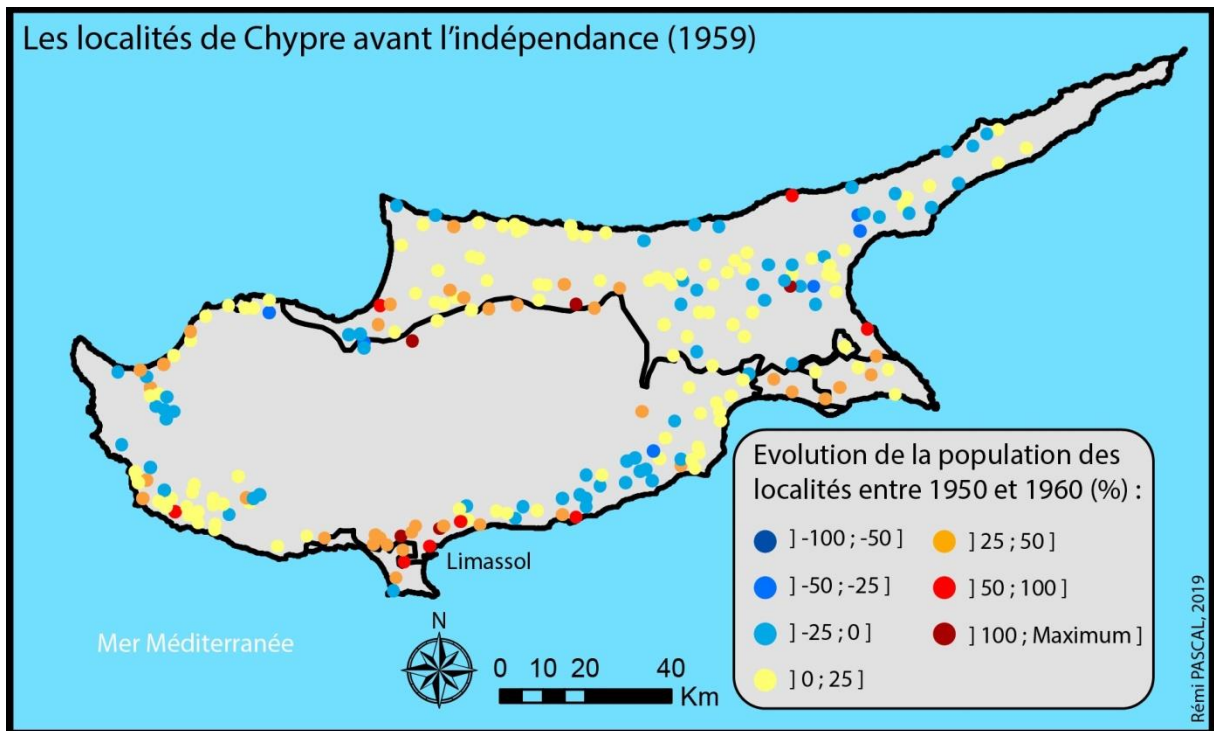 Les localités de Chypre avant l'indépendance (1959)
Evolution de la population des
localités entre 1950 et 1960 (%) :
] -100 ; -50 ]
] 25 ; 50 ]
] -50 ; -25 ]
] 50 ; 100 ]
] -25 ; 0 ]
] 100 ; Maximum ]
] 0 ; 25 ]
Limassol
Mer Méditerranée
N
0 10 20 40
Km
Rémi PASCAL, 2019